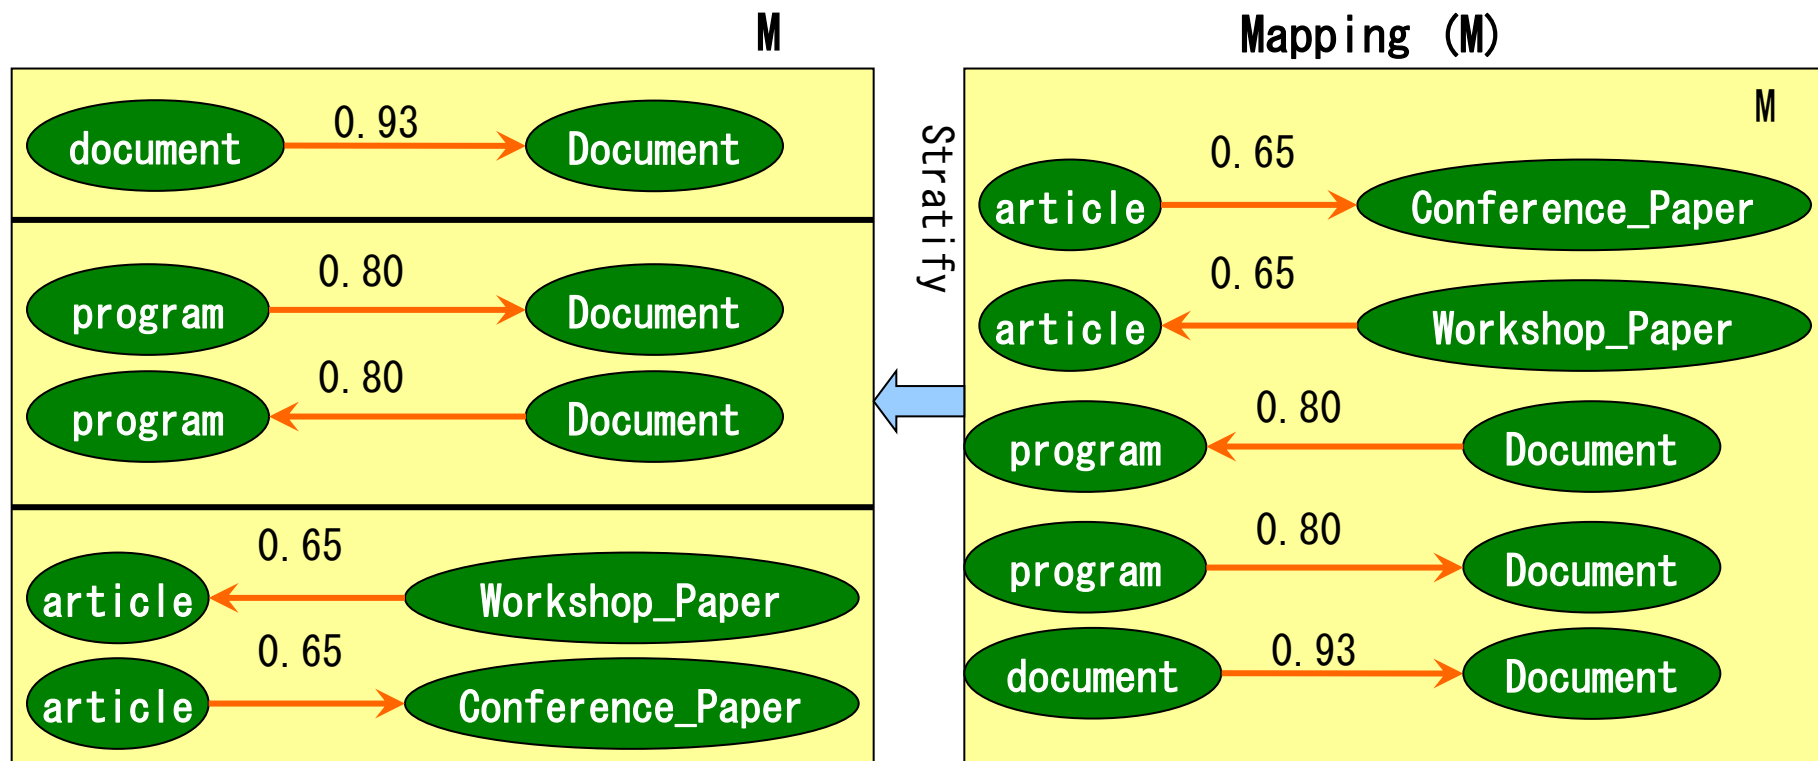 M
document 0.93 Document
program 0.80 Document
program 0.80 Document
article 0.65 Workshop_Paper
article 0.65 Conference_Paper
Stratify
Mapping (M)
M
article 0.65 Conference_Paper
article 0.65 Workshop_Paper
program 0.80 Document
program 0.80 Document
document 0.93 Document